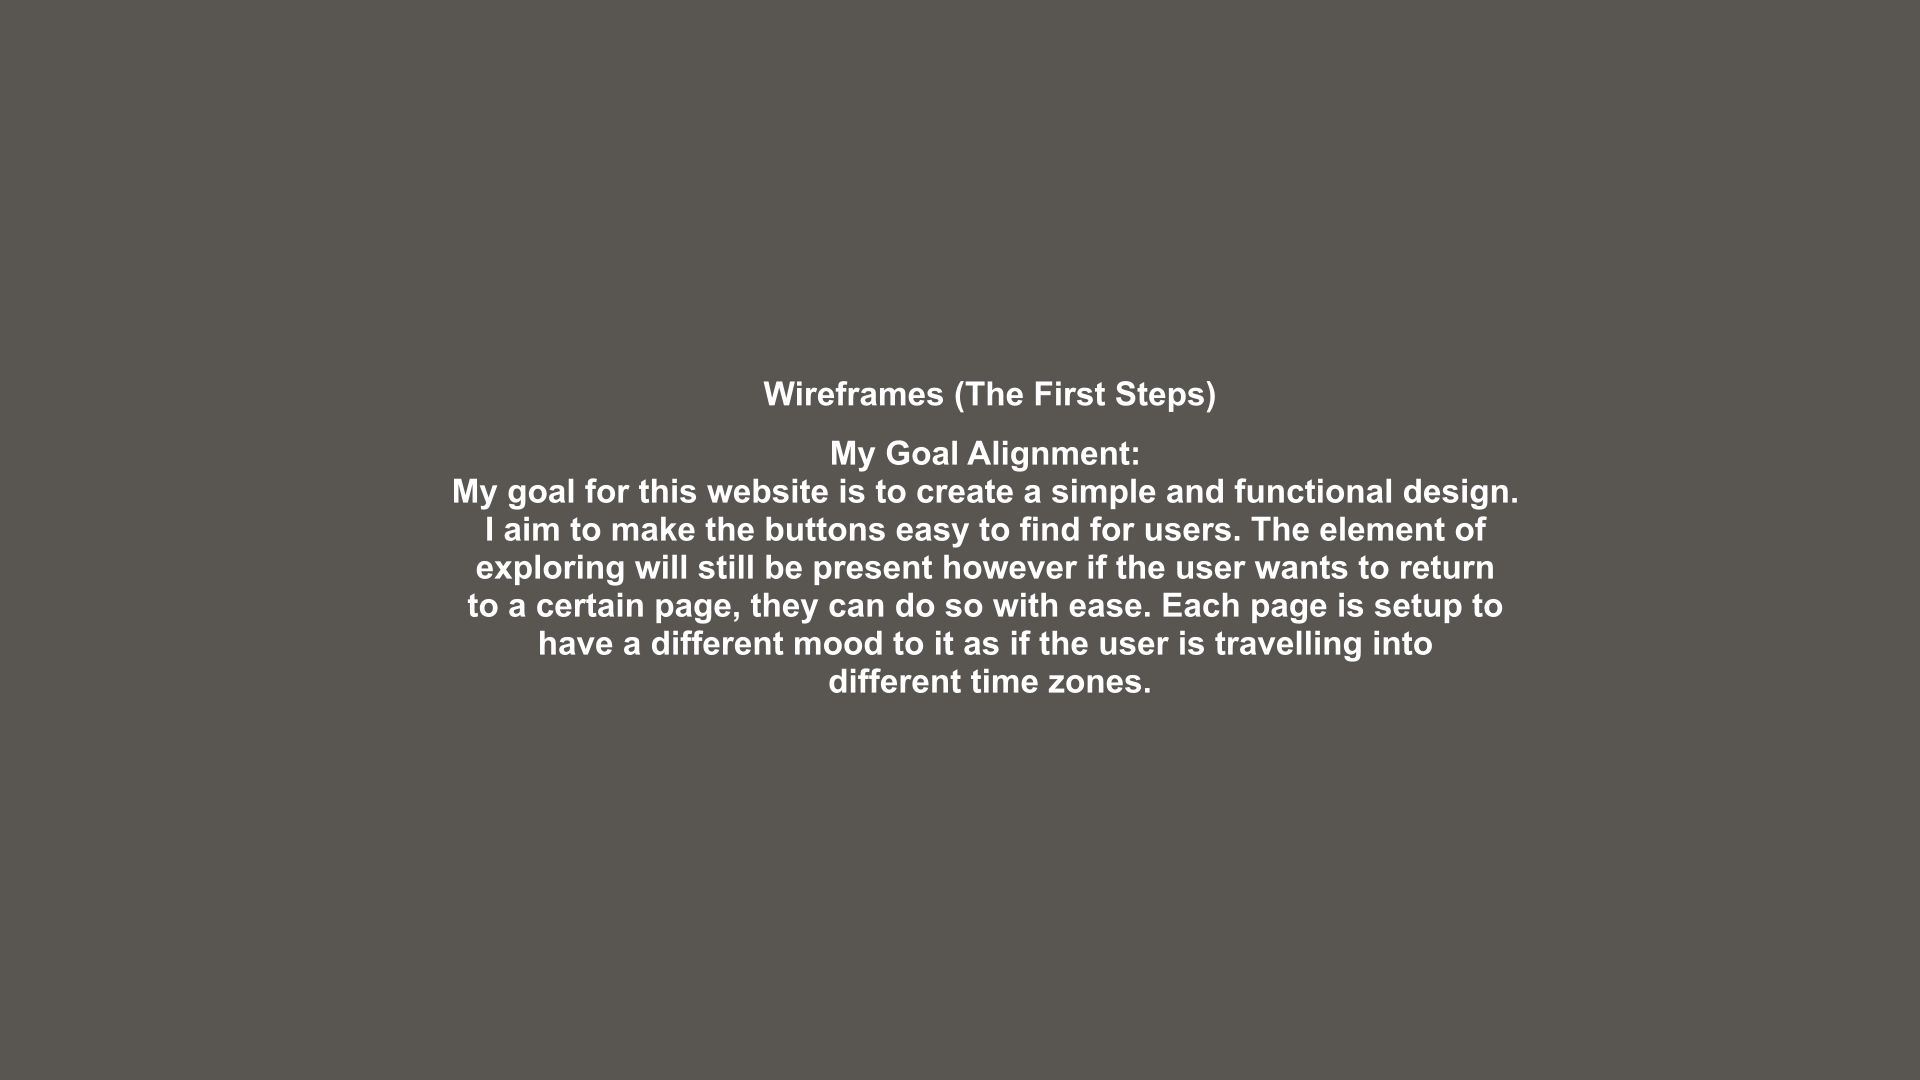 Wireframes (The First Steps)
My Goal Alignment:
My goal for this website is to create a simple and functional design.
I aim to make the buttons easy to find for users. The element of
exploring will still be present however if the user wants to return
to a certain page, they can do so with ease. Each page is setup to
have a different mood to it as if the user is travelling into
different time zones.